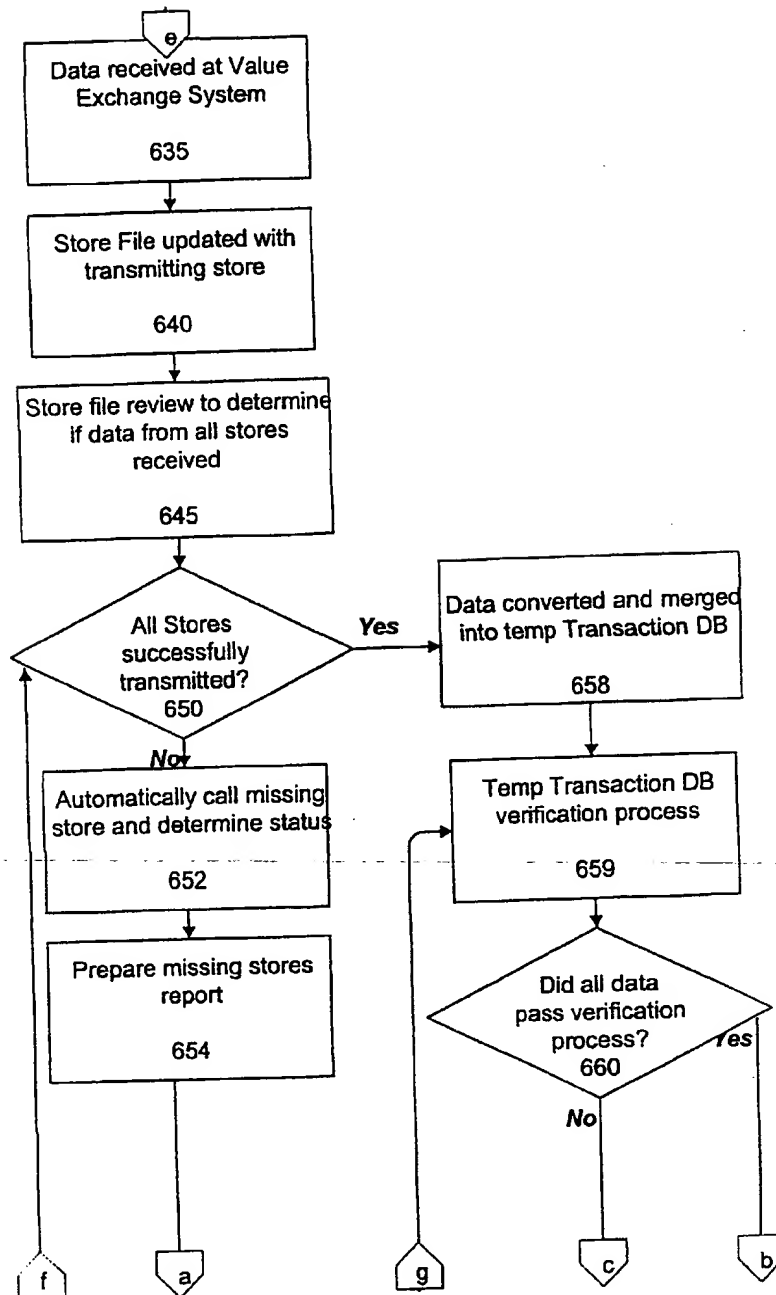 e
Data received at Value
Exchange System
635
Store File updated with
transmitting store
640
Store file review to determine
if data from all stores
received
645
All Stores
successfully
transmitted?
650
Yes
No
Automatically call missing
store and determine status
652
Prepare missing stores
report
654
Data converted and merged
into temp Transaction DB
658
Temp Transaction DB
verification process
659
Did all data
pass verification
process?
660
Yes
No
f
a
g
c
b